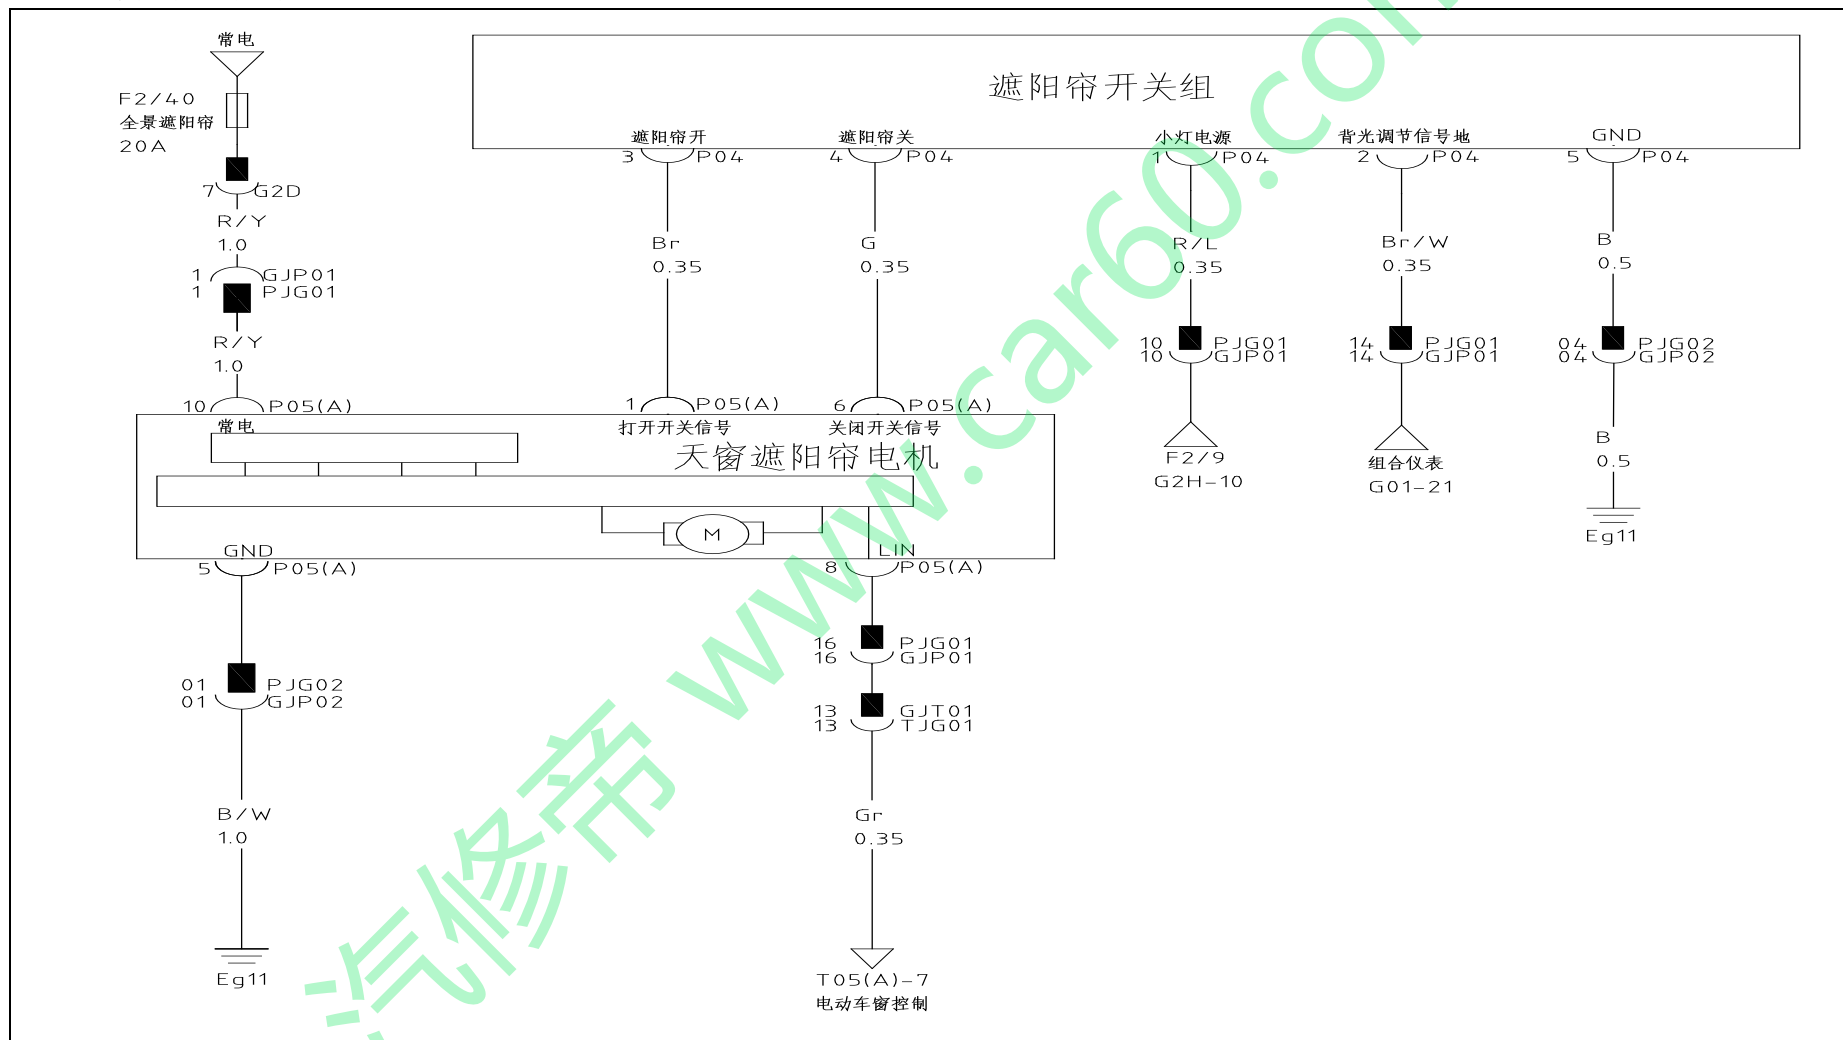 常电
F2/40
全景遮阳帘
20A
7 G2D
R/Y
1.0
1 GJP01
1 PJG01
R/Y
1.0
10 P05(A)
常电
遮阳帘开关组
遮阳帘开
3 P04
遮阳帘关
4 P04
小灯电源
1 P04
背光调节信号地
2 P04
GND
5 P04
Br
0.35
G
0.35
R/L
0.35
Br/W
0.35
B
0.5
10 PJG01
10 GJP01
14 PJG01
14 GJP01
04 PJG02
04 GJP02
1 P05(A)
打开开关信号
6 P05(A)
关闭开关信号
天窗遮阳帘电机
M
F2/9
G2H-10
组合仪表
G01-21
B
0.5
Eg11
GND
5 P05(A)
LIN
8 P05(A)
01 PJG02
01 GJP02
B/W
1.0
Eg11
16 PJG01
16 GJP01
13 GJT01
13 TJG01
Gr
0.35
T05(A)-7
电动车窗控制
汽修帝 www.car60.com